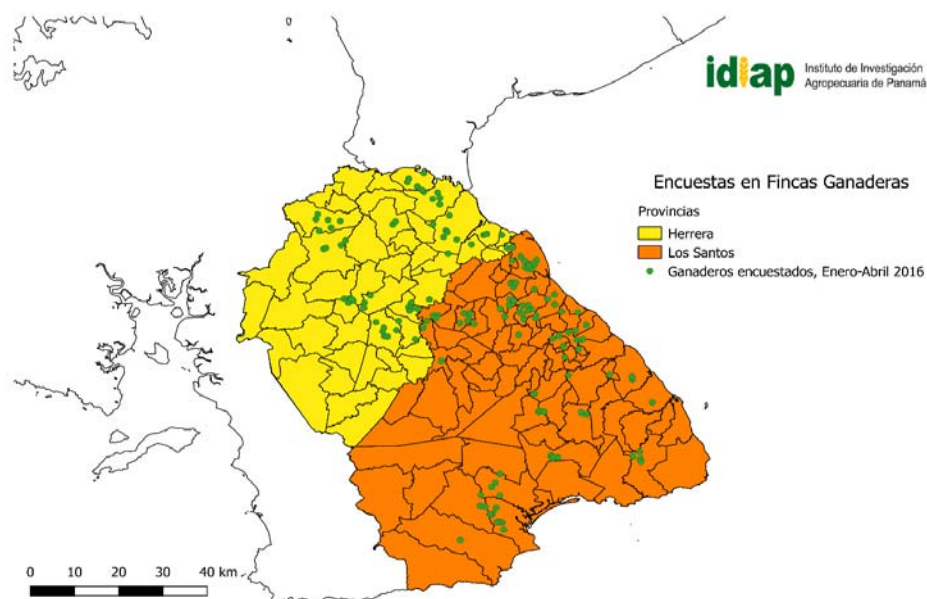 idiap
Instituto de Investigación
Agropecuaria de Panamá
Encuestas en Fincas Ganaderas
Provincias
Herrera
Los Santos
Ganaderos encuestados, Enero-Abril 2016
0 10 20 30 40 km